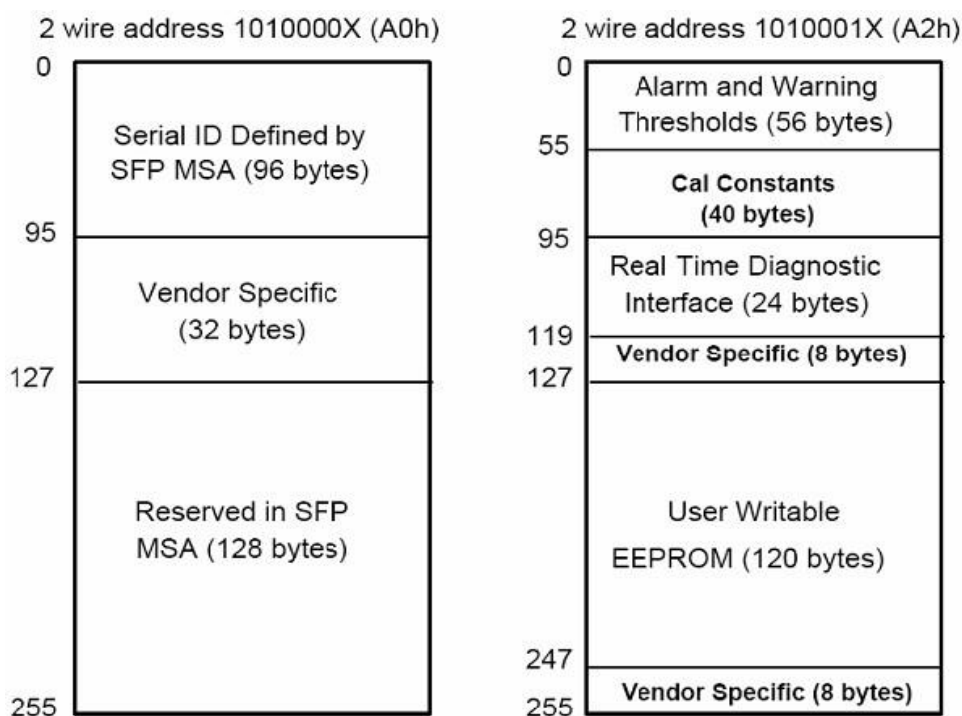 2 wire address 1010000X (A0h)
0
Serial ID Defined by
SFP MSA (96 bytes)
95
Vendor Specific
(32 bytes)
127
Reserved in SFP
MSA (128 bytes)
255
2 wire address 1010001X (A2h)
0
Alarm and Warning
Thresholds (56 bytes)
55
Cal Constants
(40 bytes)
95
Real Time Diagnostic
Interface (24 bytes)
119
Vendor Specific (8 bytes)
127
User Writable
EEPROM (120 bytes)
247
Vendor Specific (8 bytes)
255